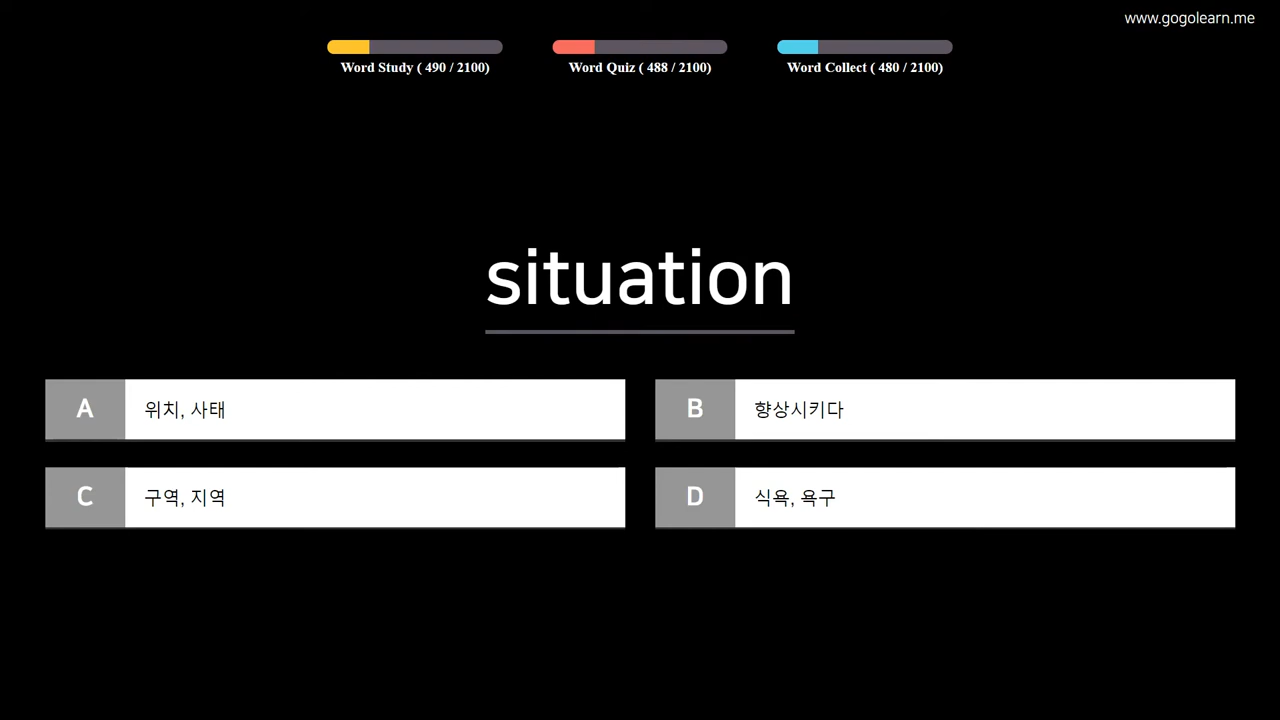 www.gogolearn.me
Word Study ( 490 / 2100)
Word Quiz ( 488 / 2100)
Word Collect ( 480 / 2100)
situation
A 위치, 사태
B 향상시키다
C 구역, 지역
D 식욕, 욕구